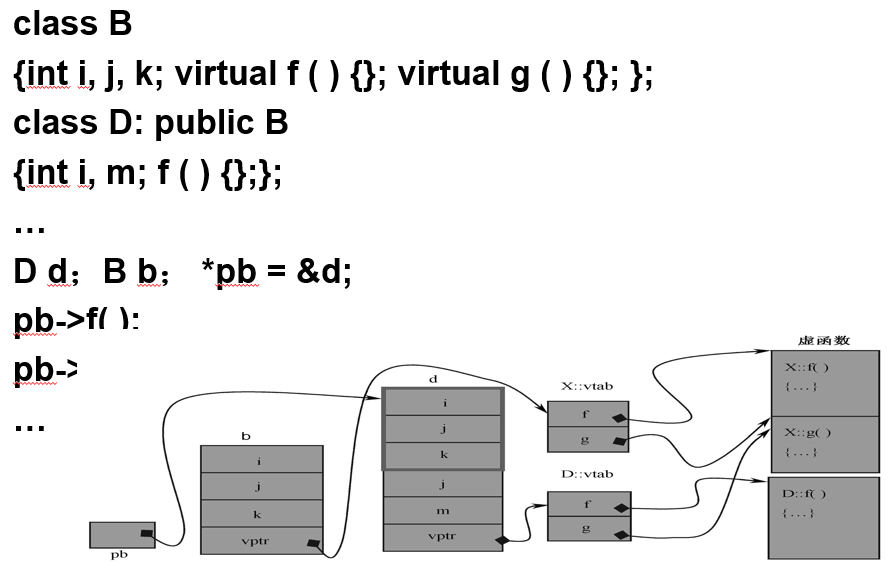 class B
{int i, j, k; virtual f ( ) {}; virtual g ( ) {}; };
class D: public B
{int i, m; f ( ) {};};
...
D d；B b； *pb = &d;
pb->f( );
pb->
...
虚函数
X::f( )
{...}
X::g( )
{...}
D::f( )
{...}
X::vtab
f
g
D::vtab
f
g
d
i
j
k
j
m
vptr
b
i
j
k
vptr
pb